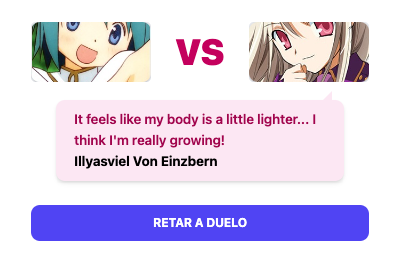 VS
It feels like my body is a little lighter... I
think I'm really growing!
Illyasviel Von Einzbern
RETAR A DUELO